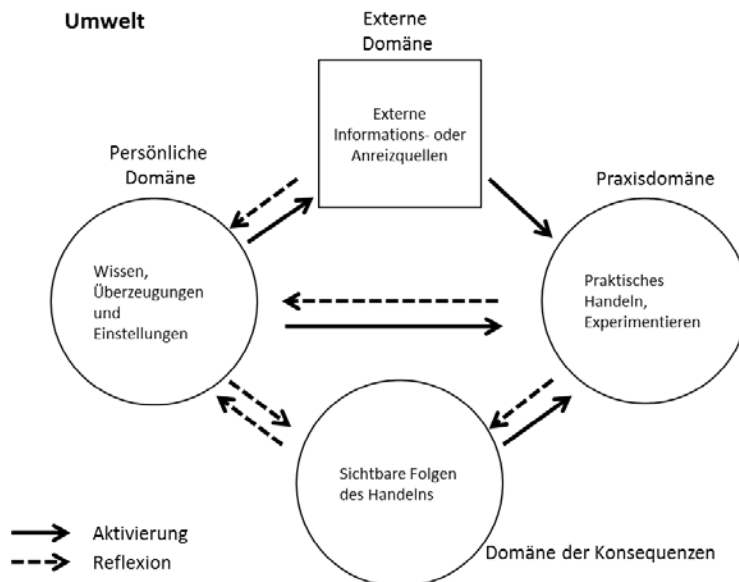 Umwelt
Externe
Domäne
Externe
Informations- oder
Anreizquellen
Persönliche
Domäne
Praxisdomäne
Wissen,
Überzeugungen
und
Einstellungen
Praktisches
Handeln,
Experimentieren
Sichtbare Folgen
des Handelns
Aktivierung
Reflexion
Domäne der Konsequenzen